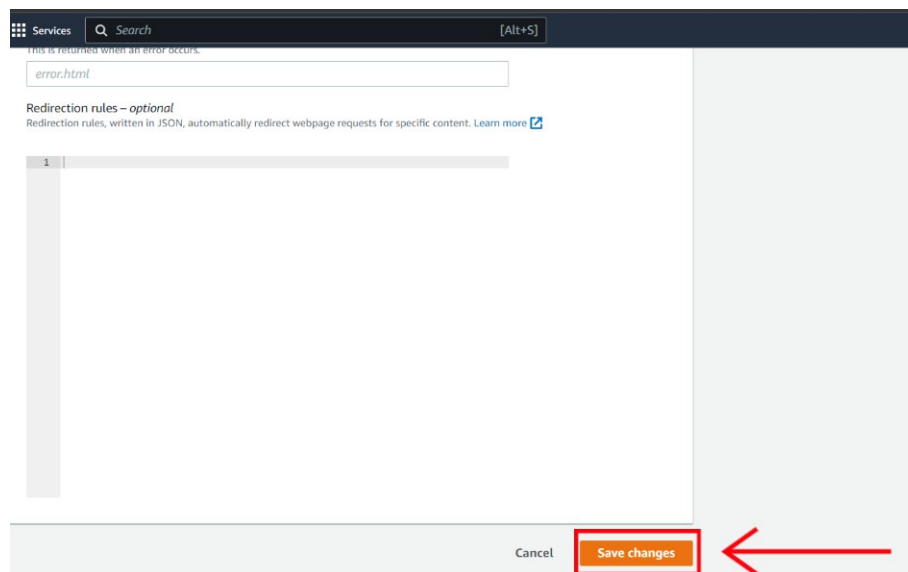 Services
Search
[Alt+S]
This is returned when an error occurs.
error.html
Redirection rules – optional
Redirection rules, written in JSON, automatically redirect webpage requests for specific content. Learn more
1
Cancel
Save changes